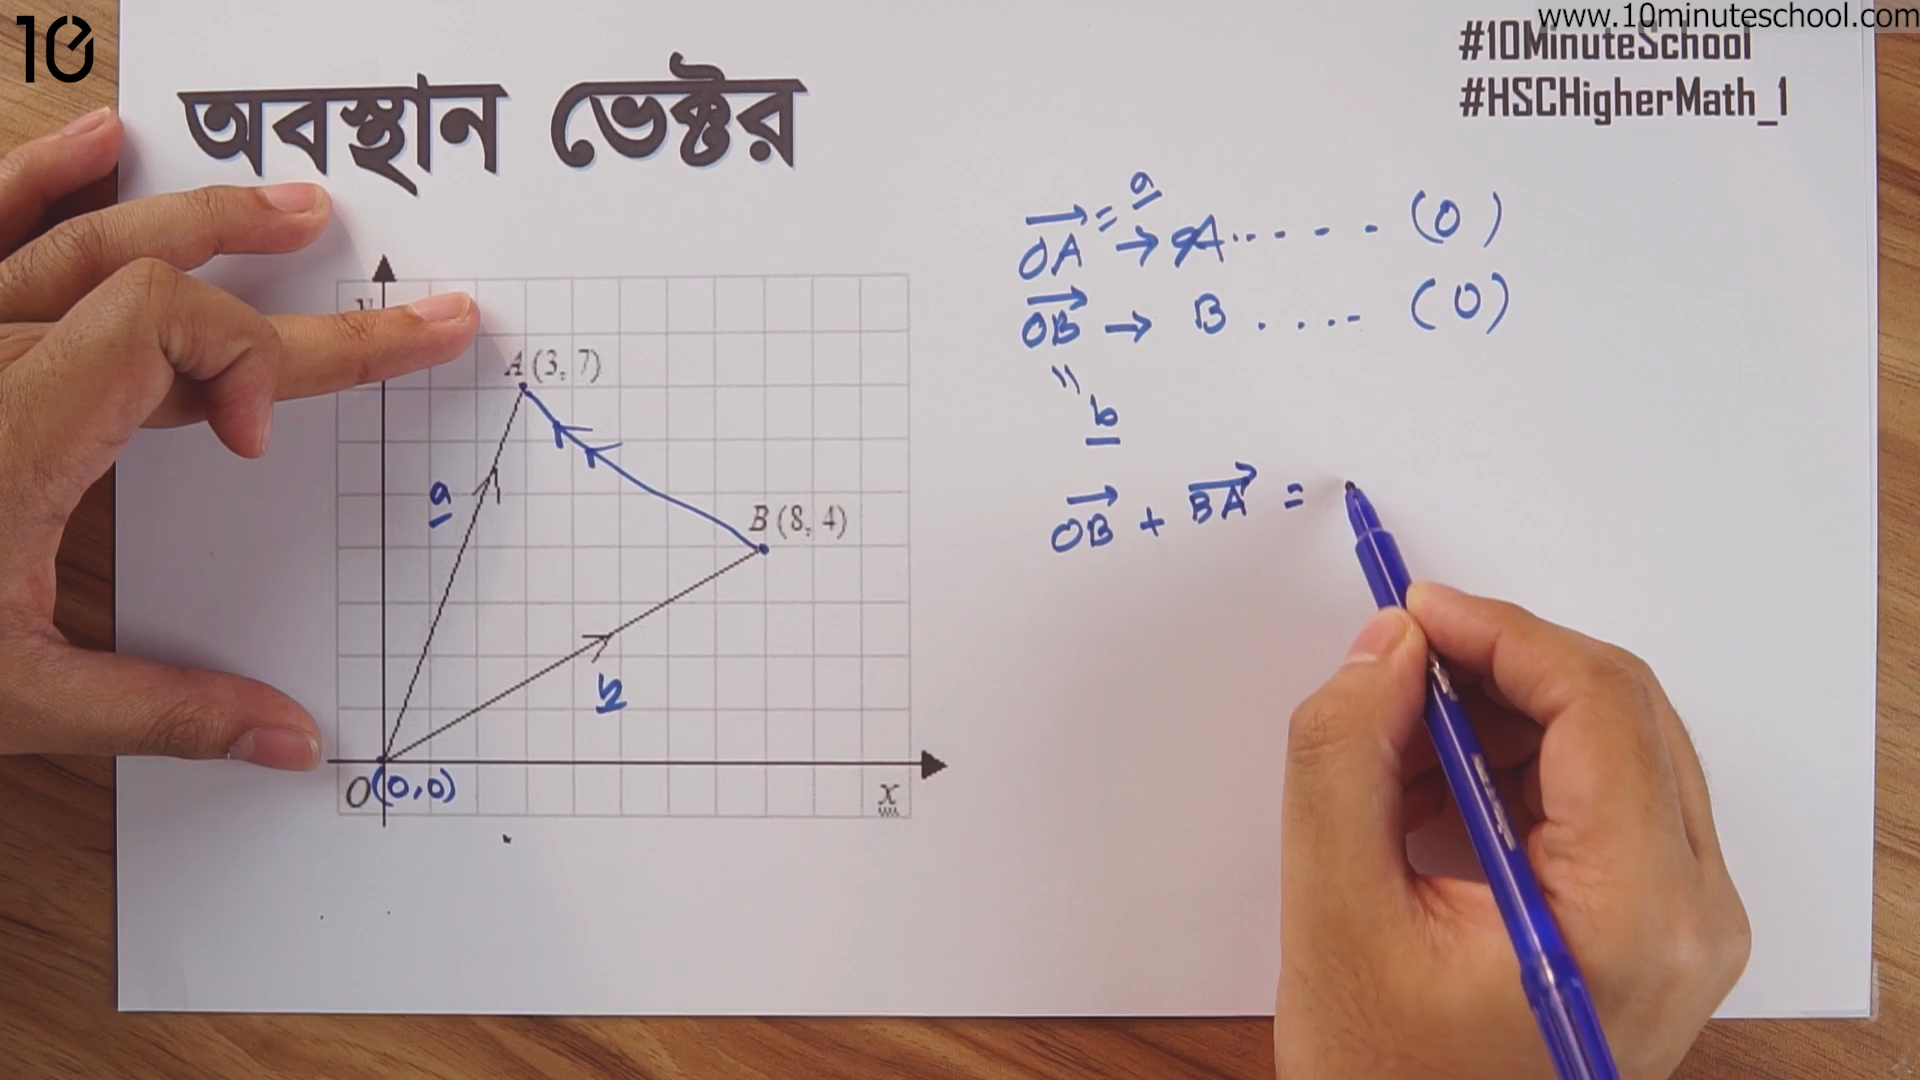 10
www.10minuteschool.com
#10MinuteSchool
#HSCHigherMath_1
অবস্থান ভেক্টর
OA = a → A ..... (0)
OB → B ..... (0)
=
b
OB + BA =
y
A (3, 7)
a
B (8, 4)
b
O (0,0)
x